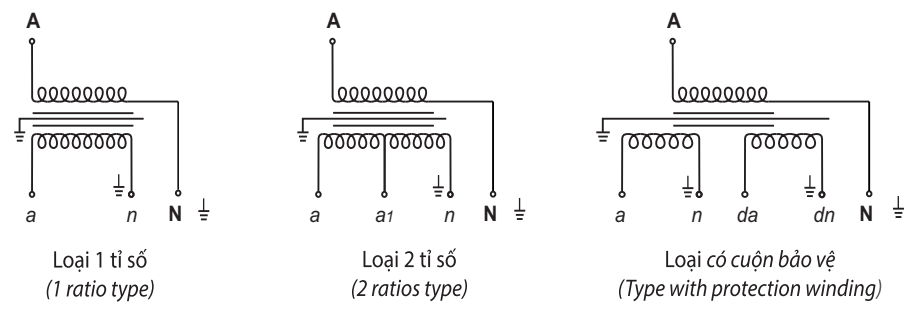 A A A
a n N a a1 n N a n da dn N
Loại 1 tỉ số
(1 ratio type)
Loại 2 tỉ số
(2 ratios type)
Loại có cuộn bảo vệ
(Type with protection winding)